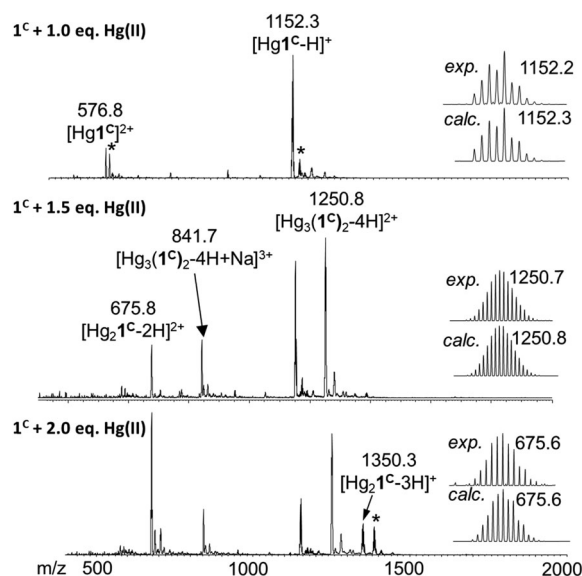 1ᶜ + 1.0 eq. Hg(II)
1152.3
[Hg1ᶜ-H]⁺
576.8
[Hg1ᶜ]²⁺
*
*
exp.
1152.2
calc.
1152.3
1ᶜ + 1.5 eq. Hg(II)
1250.8
[Hg₃(1ᶜ)₂-4H]²⁺
841.7
[Hg₃(1ᶜ)₂-4H+Na]³⁺
675.8
[Hg₂1ᶜ-2H]²⁺
exp.
1250.7
calc.
1250.8
1ᶜ + 2.0 eq. Hg(II)
1350.3
[Hg₂1ᶜ-3H]⁺
*
exp.
675.6
calc.
675.6
m/z 500 1000 1500 2000